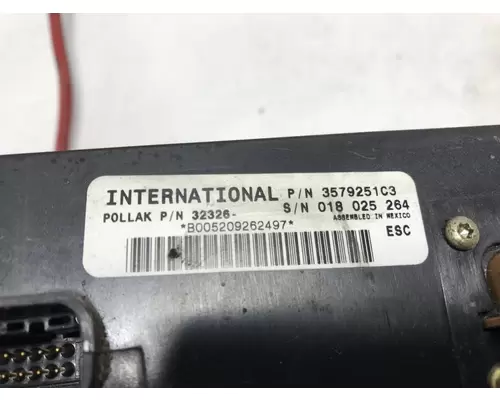 INTERNATIONAL P/N 3579251C3
POLLAK P/N 32326- S/N 018 025 264
*B005209262497* ASSEMBLED IN MEXICO
ESC